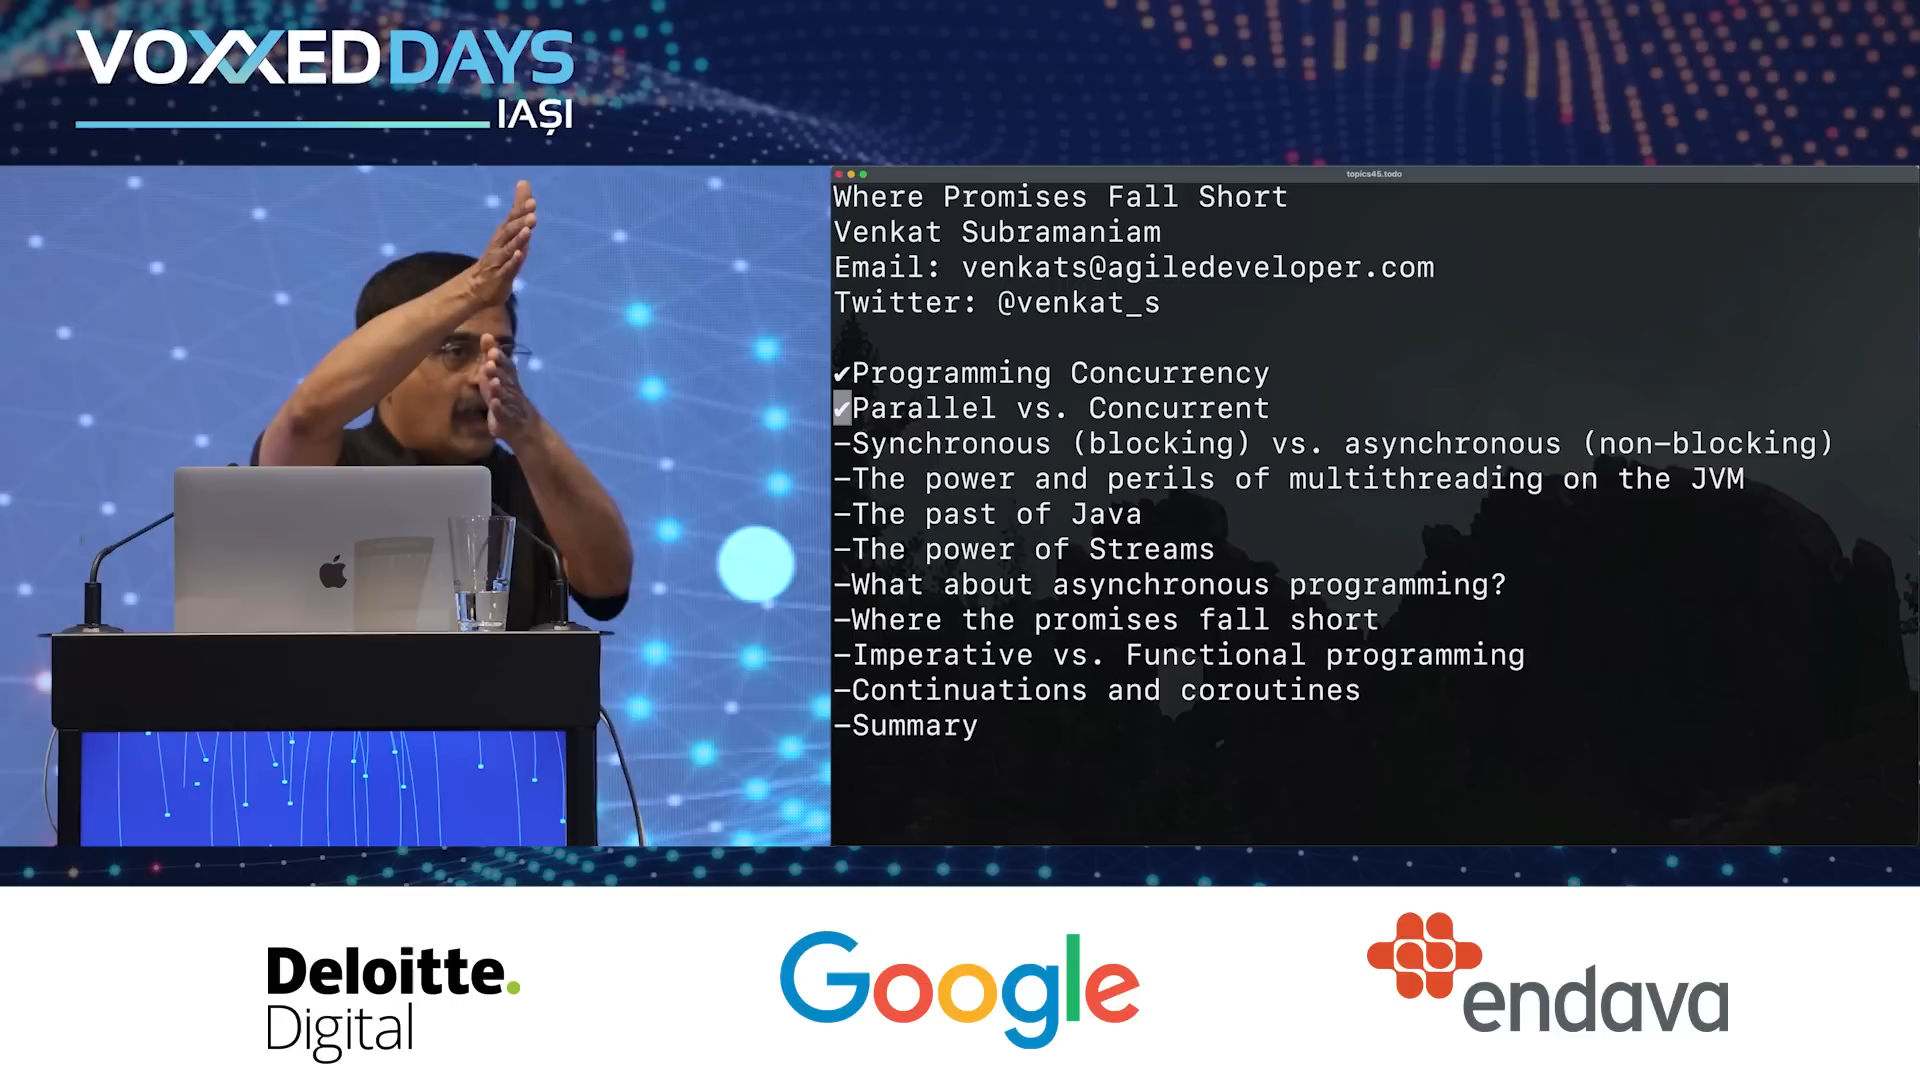 VOXXEDDAYS
IAȘI
topics45.todo
Where Promises Fall Short
Venkat Subramaniam
Email: venkats@agiledeveloper.com
Twitter: @venkat_s
✔Programming Concurrency
✔Parallel vs. Concurrent
-Synchronous (blocking) vs. asynchronous (non-blocking)
-The power and perils of multithreading on the JVM
-The past of Java
-The power of Streams
-What about asynchronous programming?
-Where the promises fall short
-Imperative vs. Functional programming
-Continuations and coroutines
-Summary
Deloitte.
Digital
Google
endava